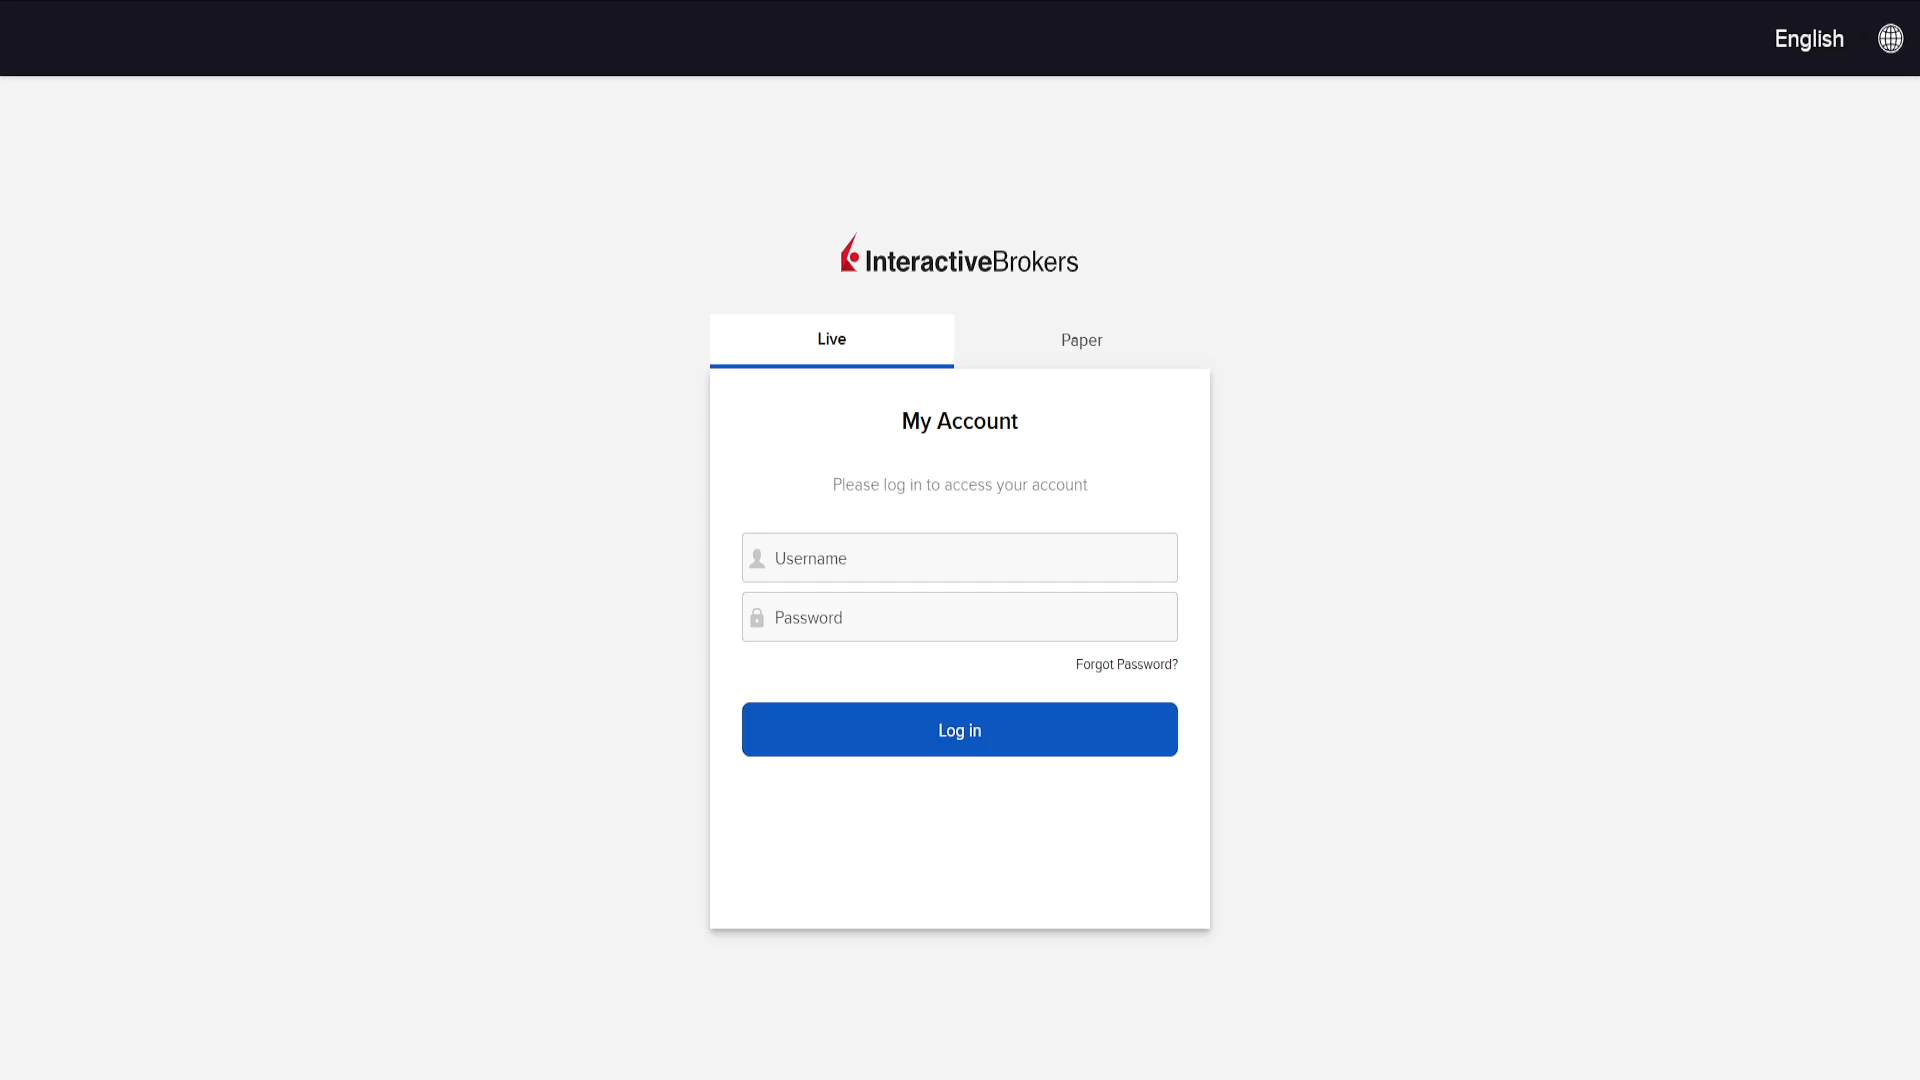 English
InteractiveBrokers
Live
Paper
My Account
Please log in to access your account
Username
Password
Forgot Password?
Log in